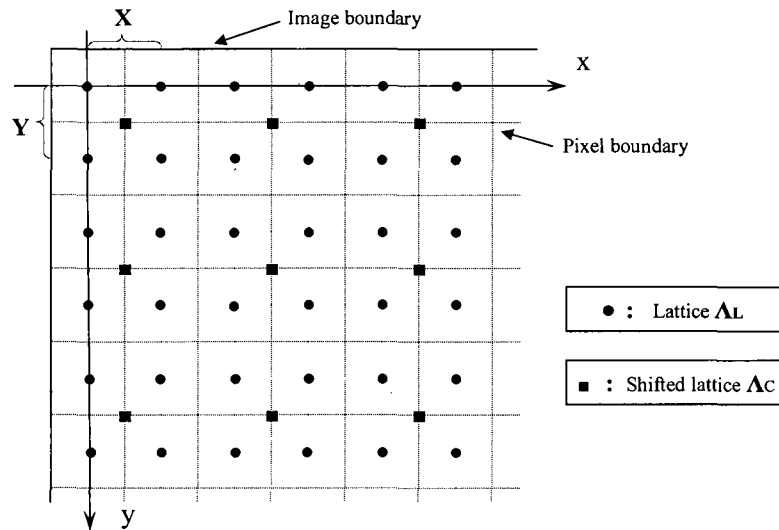 Image boundary
X
x
Y
Pixel boundary
● : Lattice ΛL
■ : Shifted lattice ΛC
y